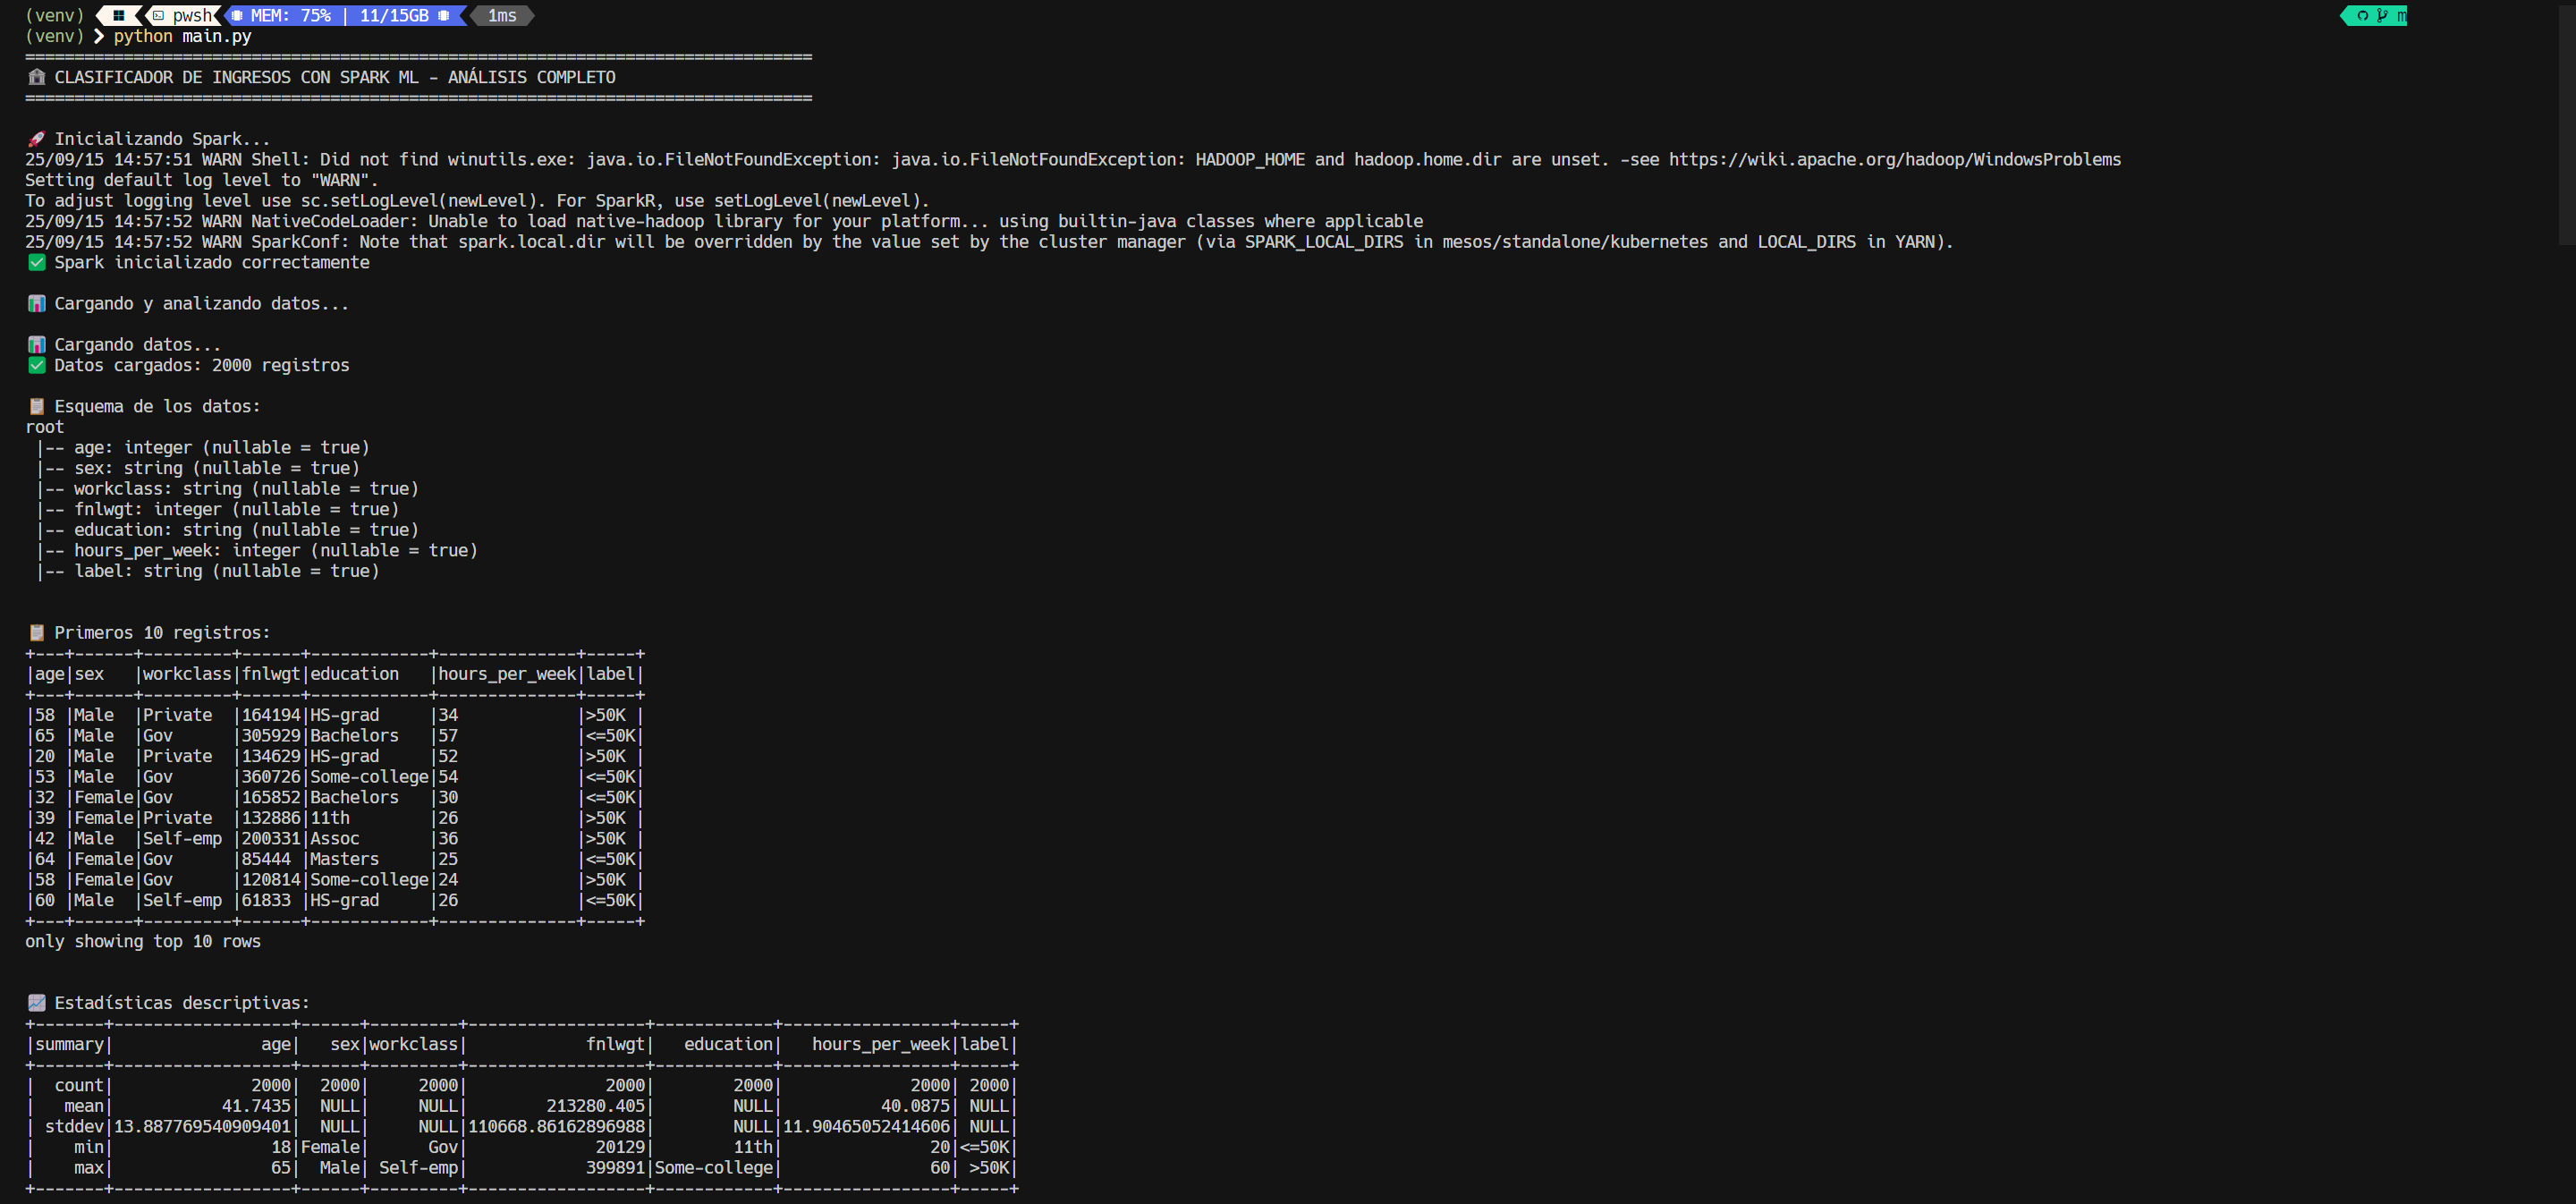 (venv) pwsh MEM: 75% | 11/15GB 1ms
(venv) ❯ python main.py
================================================================================
🏛️ CLASIFICADOR DE INGRESOS CON SPARK ML - ANÁLISIS COMPLETO
================================================================================
🚀 Inicializando Spark...
25/09/15 14:57:51 WARN Shell: Did not find winutils.exe: java.io.FileNotFoundException: java.io.FileNotFoundException: HADOOP_HOME and hadoop.home.dir are unset. -see https://wiki.apache.org/hadoop/WindowsProblems
Setting default log level to "WARN".
To adjust logging level use sc.setLogLevel(newLevel). For SparkR, use setLogLevel(newLevel).
25/09/15 14:57:52 WARN NativeCodeLoader: Unable to load native-hadoop library for your platform... using builtin-java classes where applicable
25/09/15 14:57:52 WARN SparkConf: Note that spark.local.dir will be overridden by the value set by the cluster manager (via SPARK_LOCAL_DIRS in mesos/standalone/kubernetes and LOCAL_DIRS in YARN).
✅ Spark inicializado correctamente
📊 Cargando y analizando datos...
📊 Cargando datos...
✅ Datos cargados: 2000 registros
📋 Esquema de los datos:
root
 |-- age: integer (nullable = true)
 |-- sex: string (nullable = true)
 |-- workclass: string (nullable = true)
 |-- fnlwgt: integer (nullable = true)
 |-- education: string (nullable = true)
 |-- hours_per_week: integer (nullable = true)
 |-- label: string (nullable = true)
📋 Primeros 10 registros:
+---+------+---------+------+------------+--------------+-----+
|age|sex   |workclass|fnlwgt|education   |hours_per_week|label|
+---+------+---------+------+------------+--------------+-----+
|58 |Male  |Private  |164194|HS-grad     |34            |>50K |
|65 |Male  |Gov      |305929|Bachelors   |57            |<=50K|
|20 |Male  |Private  |134629|HS-grad     |52            |>50K |
|53 |Male  |Gov      |360726|Some-college|54            |<=50K|
|32 |Female|Gov      |165852|Bachelors   |30            |<=50K|
|39 |Female|Private  |132886|11th        |26            |>50K |
|42 |Male  |Self-emp |200331|Assoc       |36            |>50K |
|64 |Female|Gov      |85444 |Masters     |25            |<=50K|
|58 |Female|Gov      |120814|Some-college|24            |>50K |
|60 |Male  |Self-emp |61833 |HS-grad     |26            |<=50K|
+---+------+---------+------+------------+--------------+-----+
only showing top 10 rows
📈 Estadísticas descriptivas:
+-------+------------------+------+---------+------------------+------------+-----------------+-----+
|summary|               age|   sex|workclass|            fnlwgt|   education|   hours_per_week|label|
+-------+------------------+------+---------+------------------+------------+-----------------+-----+
|  count|              2000|  2000|     2000|              2000|        2000|             2000| 2000|
|   mean|           41.7435|  NULL|     NULL|        213280.405|        NULL|          40.0875| NULL|
| stddev|13.887769540909401|  NULL|     NULL|110668.86162896988|        NULL|11.90465052414606| NULL|
|    min|                18|Female|      Gov|             20129|        11th|               20|<=50K|
|    max|                65|  Male| Self-emp|            399891|Some-college|               60| >50K|
+-------+------------------+------+---------+------------------+------------+-----------------+-----+